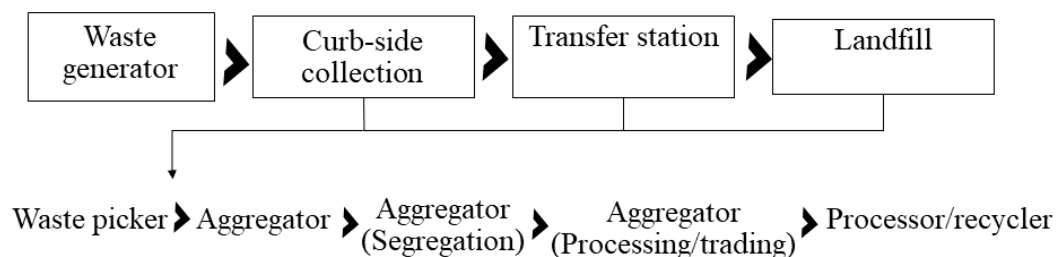 Waste
generator
Curb-side
collection
Transfer station
Landfill
Waste picker
Aggregator
Aggregator
(Segregation)
Aggregator
(Processing/trading)
Processor/recycler